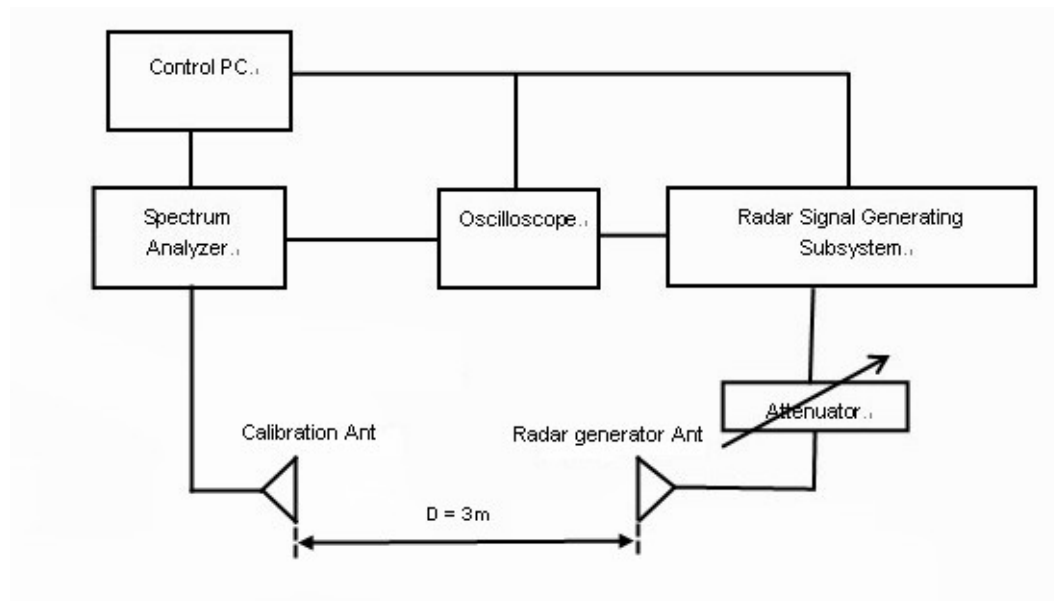 Control PC
Spectrum
Analyzer
Oscilloscope
Radar Signal Generating
Subsystem
Attenuator
Calibration Ant
Radar generator Ant
D = 3m